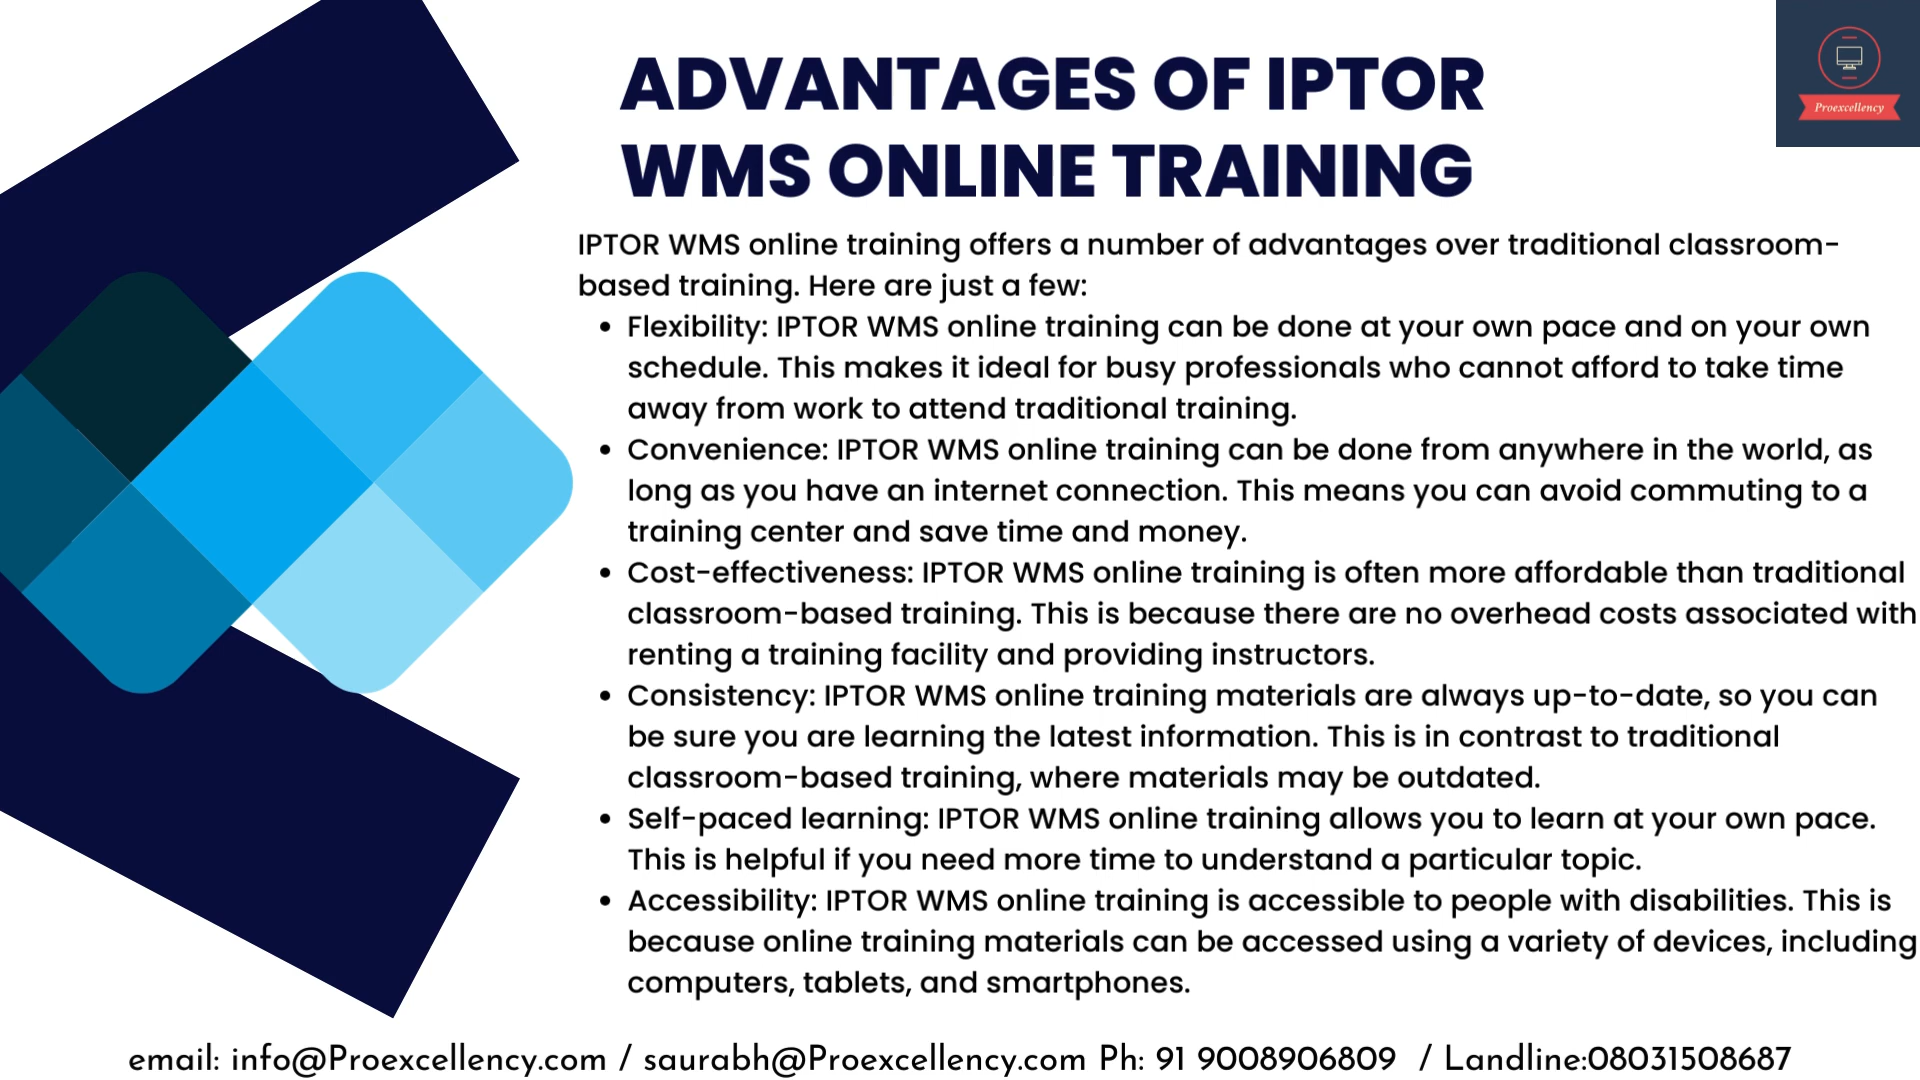 ADVANTAGES OF IPTOR
WMS ONLINE TRAINING
Proexcellency
IPTOR WMS online training offers a number of advantages over traditional classroom-
based training. Here are just a few:
• Flexibility: IPTOR WMS online training can be done at your own pace and on your own
schedule. This makes it ideal for busy professionals who cannot afford to take time
away from work to attend traditional training.
• Convenience: IPTOR WMS online training can be done from anywhere in the world, as
long as you have an internet connection. This means you can avoid commuting to a
training center and save time and money.
• Cost-effectiveness: IPTOR WMS online training is often more affordable than traditional
classroom-based training. This is because there are no overhead costs associated with
renting a training facility and providing instructors.
• Consistency: IPTOR WMS online training materials are always up-to-date, so you can
be sure you are learning the latest information. This is in contrast to traditional
classroom-based training, where materials may be outdated.
• Self-paced learning: IPTOR WMS online training allows you to learn at your own pace.
This is helpful if you need more time to understand a particular topic.
• Accessibility: IPTOR WMS online training is accessible to people with disabilities. This is
because online training materials can be accessed using a variety of devices, including
computers, tablets, and smartphones.
email: info@Proexcellency.com / saurabh@Proexcellency.com Ph: 91 9008906809 / Landline:08031508687